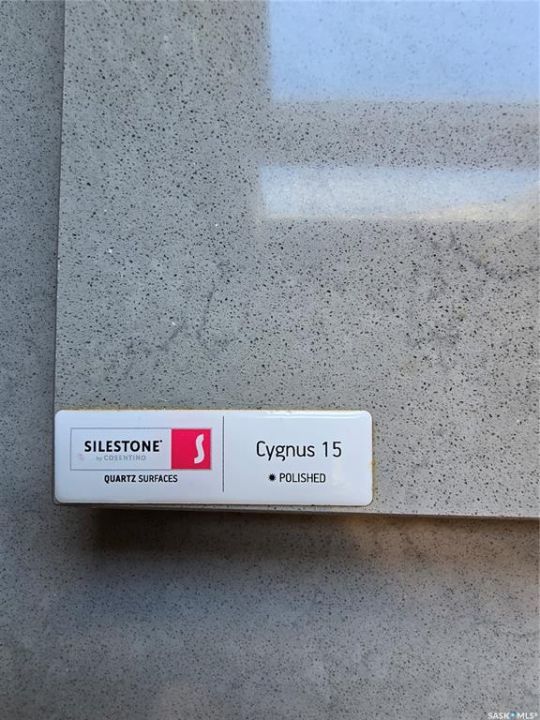 SILESTONE®
by COSENTINO
QUARTZ SURFACES
Cygnus 15
POLISHED
SASK MLS®